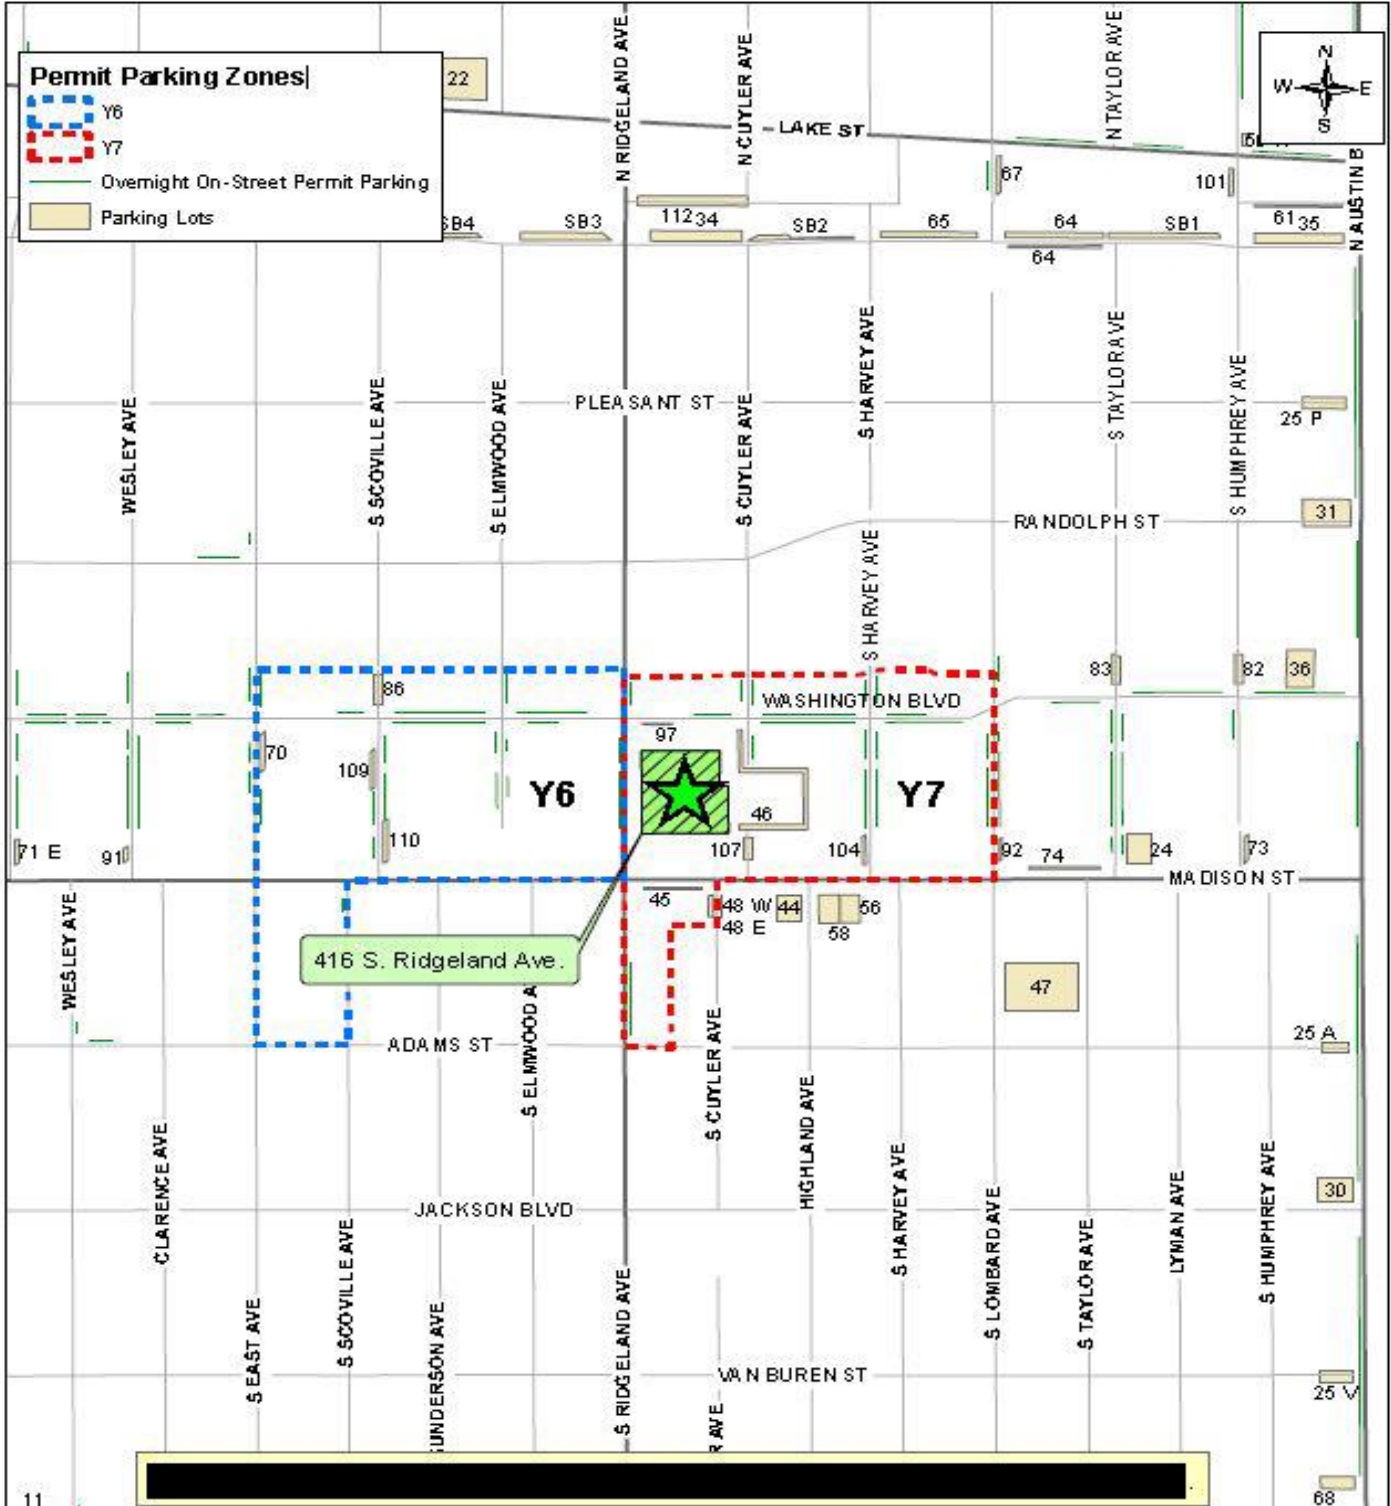 Permit Parking Zones
Y6
Y7
Overnight On-Street Permit Parking
Parking Lots
22
N
W E
S
N RIDGELAND AVE
N CUYLER AVE
N TAYLOR AVE
LAKE ST
N AUSTIN B
67
101
SB4
SB3
112 34
SB2
65
64
SB1
61 35
64
WESLEY AVE
S SCOVILLE AVE
S ELMWOOD AVE
PLEASANT ST
S CUYLER AVE
S HARVEY AVE
S TAYLOR AVE
S HUMPHREY AVE
25 P
RANDOLPH ST
31
S HARVEY AVE
86
83
82
36
WASHINGTON BLVD
70
97
109
Y6
Y7
46
71 E
91
110
107
104
92
74
24
73
MADISON ST
45
48 W
44
56
48 E
58
WESLEY AVE
416 S. Ridgeland Ave.
47
ADAMS ST
S ELMWOOD A
S CUYLER AVE
25 A
CLARENCE AVE
HIGHLAND AVE
S HARVEY AVE
LYMAN AVE
S HUMPHREY AVE
30
JACKSON BLVD
S EAST AVE
S SCOVILLE AVE
GUNDERSON AVE
S RIDGELAND AVE
S LOMBARD AVE
S TAYLOR AVE
VAN BUREN ST
25 V
R AVE
11
68